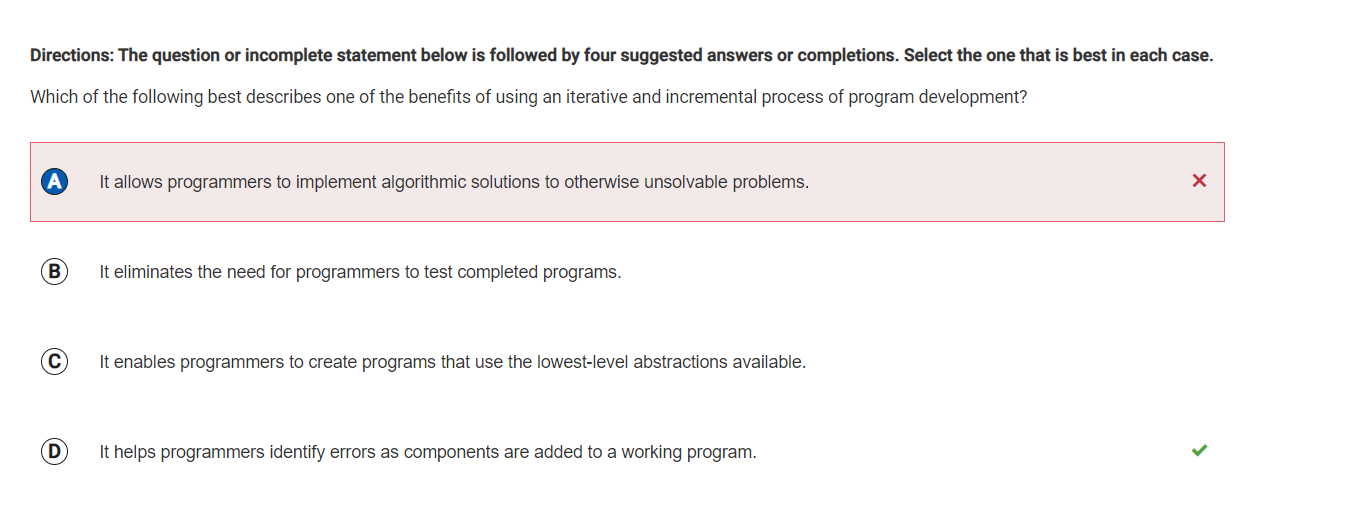 Directions: The question or incomplete statement below is followed by four suggested answers or completions. Select the one that is best in each case.
Which of the following best describes one of the benefits of using an iterative and incremental process of program development?
A It allows programmers to implement algorithmic solutions to otherwise unsolvable problems.
B It eliminates the need for programmers to test completed programs.
C It enables programmers to create programs that use the lowest-level abstractions available.
D It helps programmers identify errors as components are added to a working program.